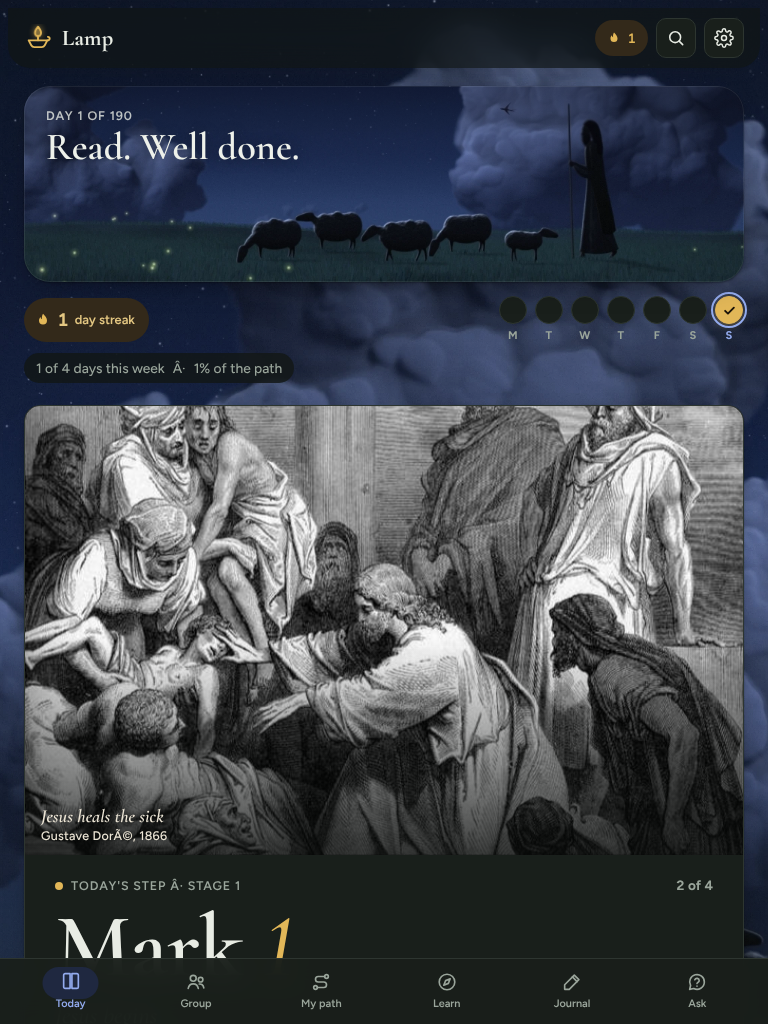 Lamp
1
DAY 1 OF 190
Read. Well done.
1 day streak
M T W T F S S
1 of 4 days this week Â· 1% of the path
Jesus heals the sick
Gustave DorÃ©, 1866
TODAY'S STEP Â· STAGE 1
2 of 4
Mark 1
Today
Group
My path
Learn
Journal
Ask